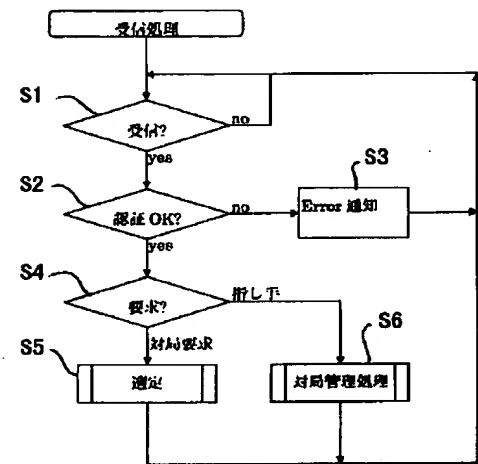 受信処理
S1
受信?
no
yes
S2
S3
認証 OK?
no
Error 通知
yes
S4
要求?
指し手
S6
対局要求
S5
選定
対局管理処理